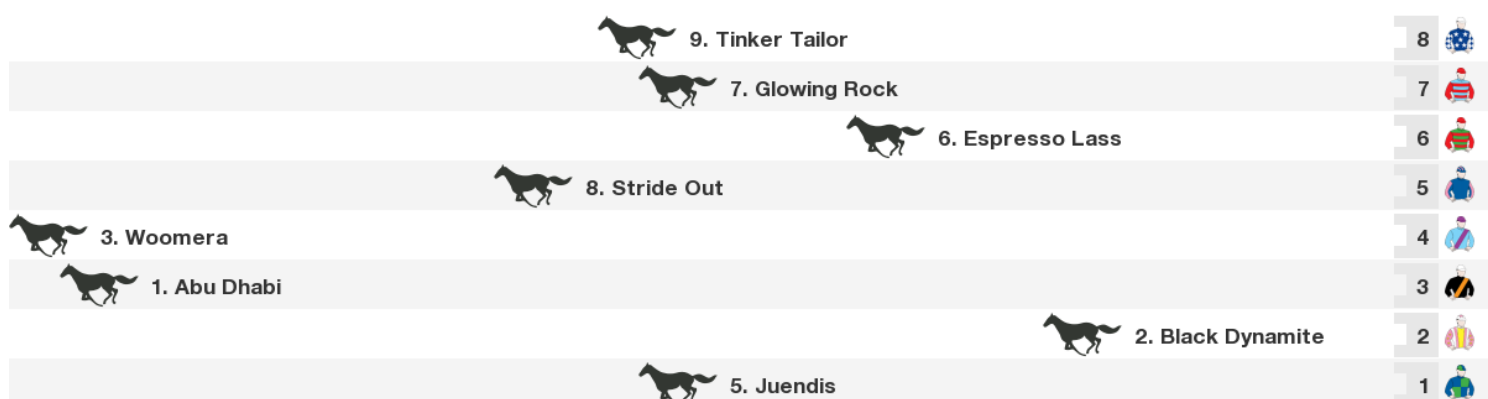 9. Tinker Tailor 8
7. Glowing Rock 7
6. Espresso Lass 6
8. Stride Out 5
3. Woomera 4
1. Abu Dhabi 3
2. Black Dynamite 2
5. Juendis 1